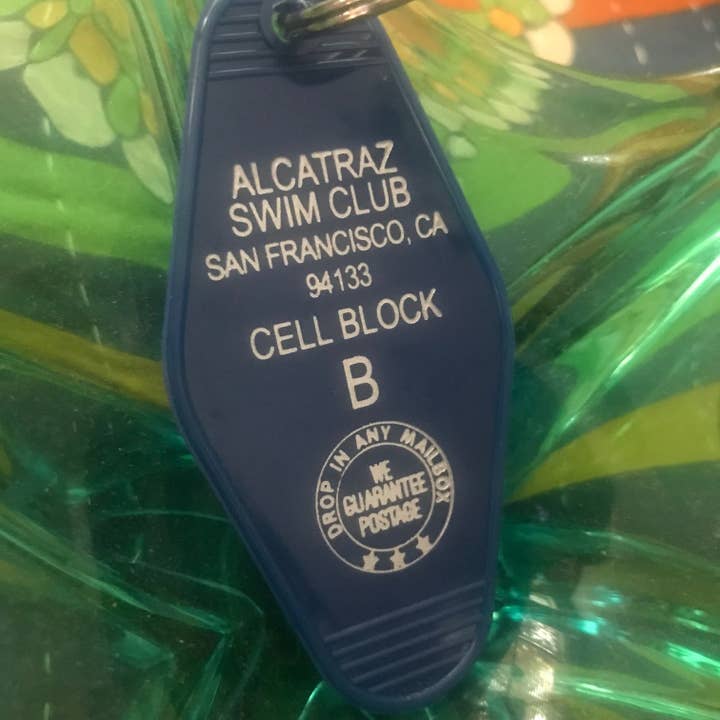 ALCATRAZ
SWIM CLUB
SAN FRANCISCO, CA
94133
CELL BLOCK
B
DROP IN ANY MAILBOX
WE
GUARANTEE
POSTAGE